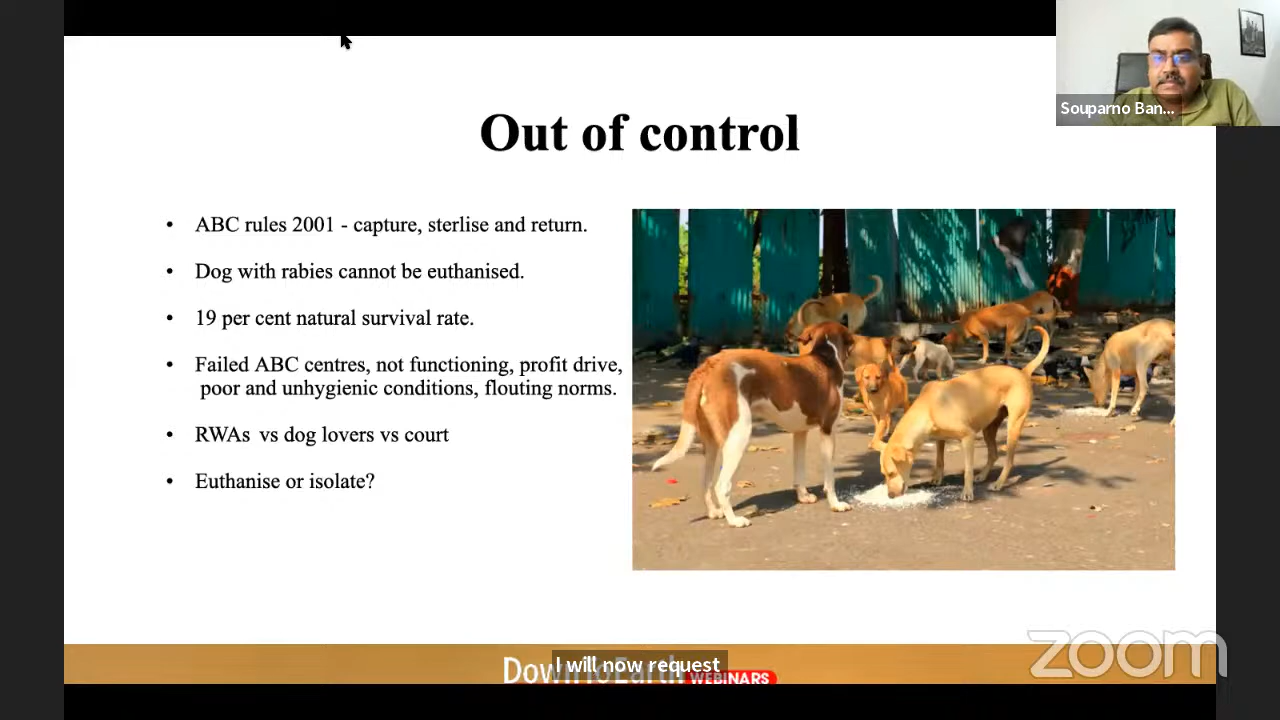 Souparno Ban...
Out of control
• ABC rules 2001 - capture, sterlise and return.
• Dog with rabies cannot be euthanised.
• 19 per cent natural survival rate.
• Failed ABC centres, not functioning, profit drive,
poor and unhygienic conditions, flouting norms.
• RWAs vs dog lovers vs court
• Euthanise or isolate?
DownToEarth WEBINARS
I will now request
zoom